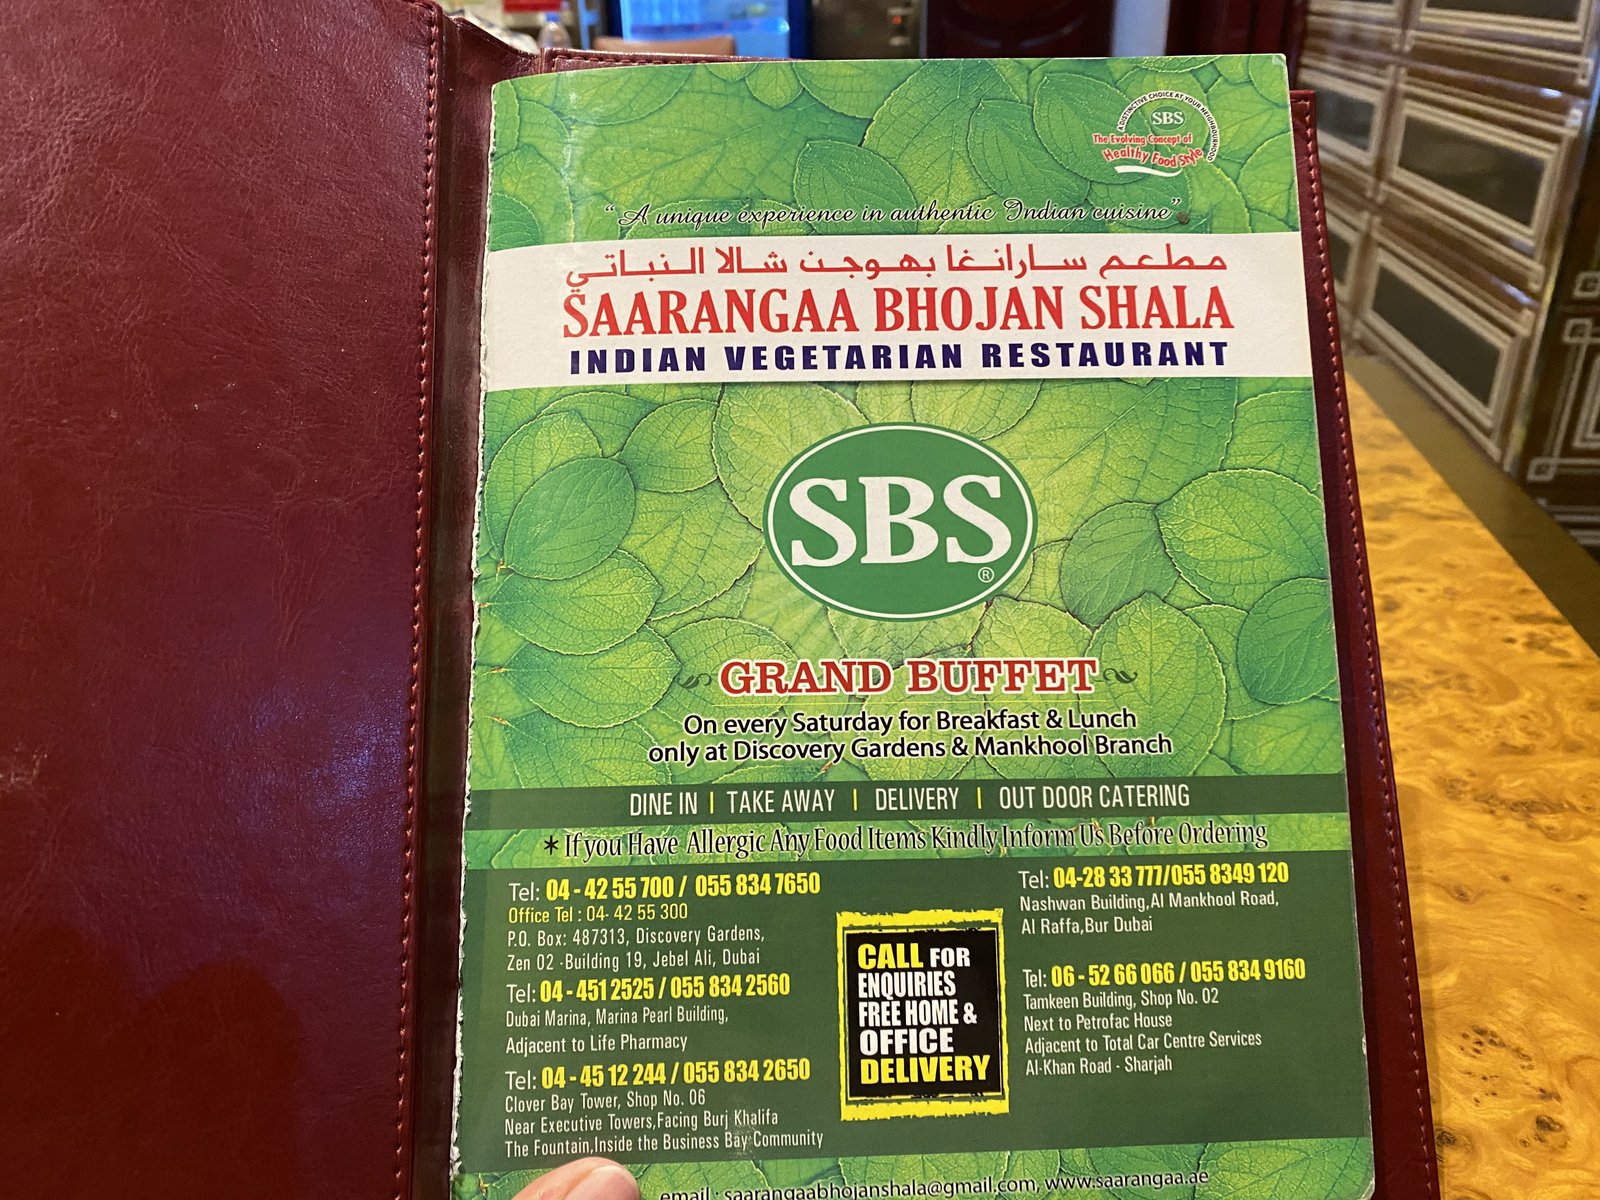 A DISTINCTIVE CHOICE AT YOUR NEIGHBOURHOOD
SBS
The Evolving Concept of
Healthy Food Style
“A unique experience in authentic Indian cuisine”
مطعم سارانغا بهوجن شالا النباتي
SAARANGAA BHOJAN SHALA
INDIAN VEGETARIAN RESTAURANT
SBS®
GRAND BUFFET
On every Saturday for Breakfast & Lunch
only at Discovery Gardens & Mankhool Branch
DINE IN | TAKE AWAY | DELIVERY | OUT DOOR CATERING
* If you Have Allergic Any Food Items Kindly Inform Us Before Ordering
Tel: 04 - 42 55 700 / 055 834 7650
Office Tel : 04- 42 55 300
P.O. Box: 487313, Discovery Gardens,
Zen 02 -Building 19, Jebel Ali, Dubai
Tel: 04 - 451 2525 / 055 834 2560
Dubai Marina, Marina Pearl Building,
Adjacent to Life Pharmacy
Tel: 04 - 45 12 244 / 055 834 2650
Clover Bay Tower, Shop No. 06
Near Executive Towers,Facing Burj Khalifa
The Fountain,Inside the Business Bay Community
CALL FOR
ENQUIRIES
FREE HOME &
OFFICE
DELIVERY
Tel: 04-28 33 777/055 8349 120
Nashwan Building,Al Mankhool Road,
Al Raffa,Bur Dubai
Tel: 06 - 52 66 066 / 055 834 9160
Tamkeen Building, Shop No. 02
Next to Petrofac House
Adjacent to Total Car Centre Services
Al-Khan Road - Sharjah
email : saarangaabhojanshala@gmail.com, www.saarangaa.ae